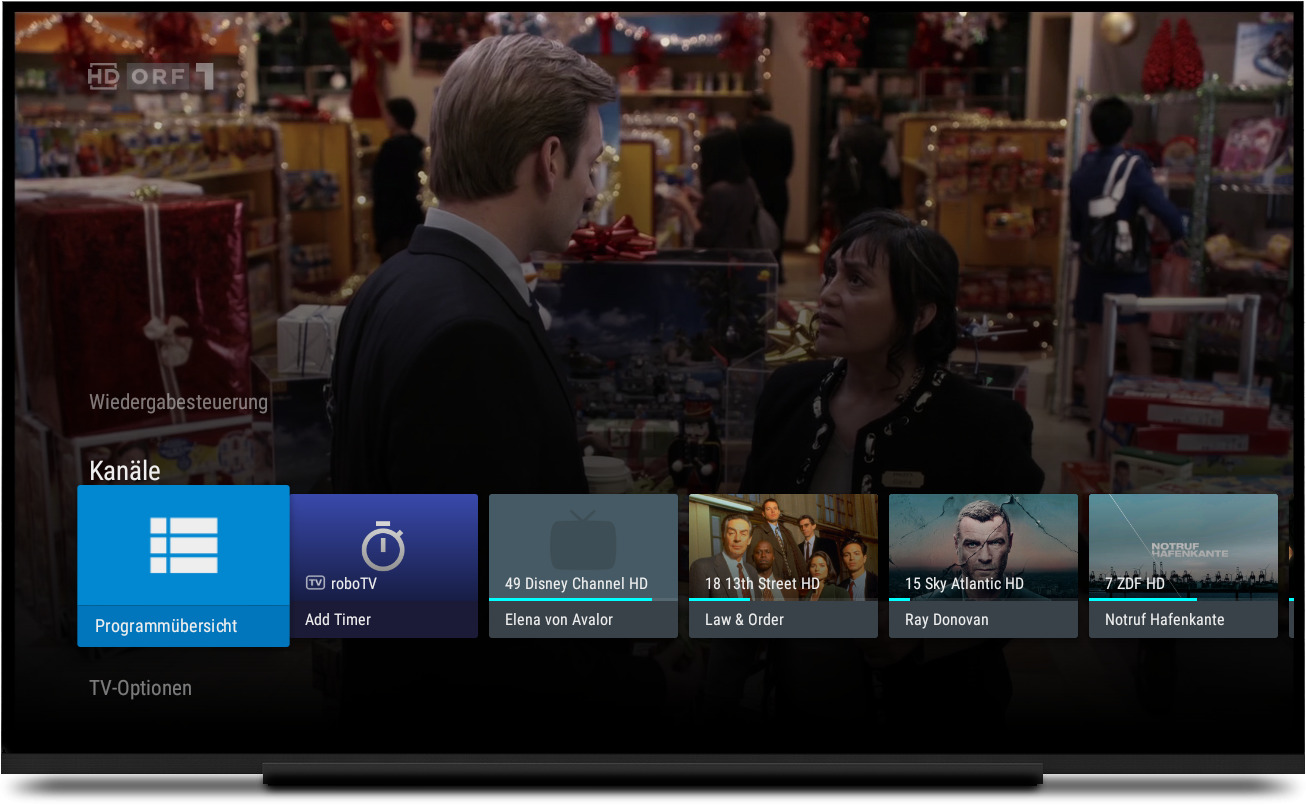 HD ORF 1
Wiedergabesteuerung
Kanäle
Programmübersicht
TV roboTV
Add Timer
49 Disney Channel HD
Elena von Avalor
18 13th Street HD
Law & Order
15 Sky Atlantic HD
Ray Donovan
NOTRUF
HAFENKANTE
7 ZDF HD
Notruf Hafenkante
TV-Optionen